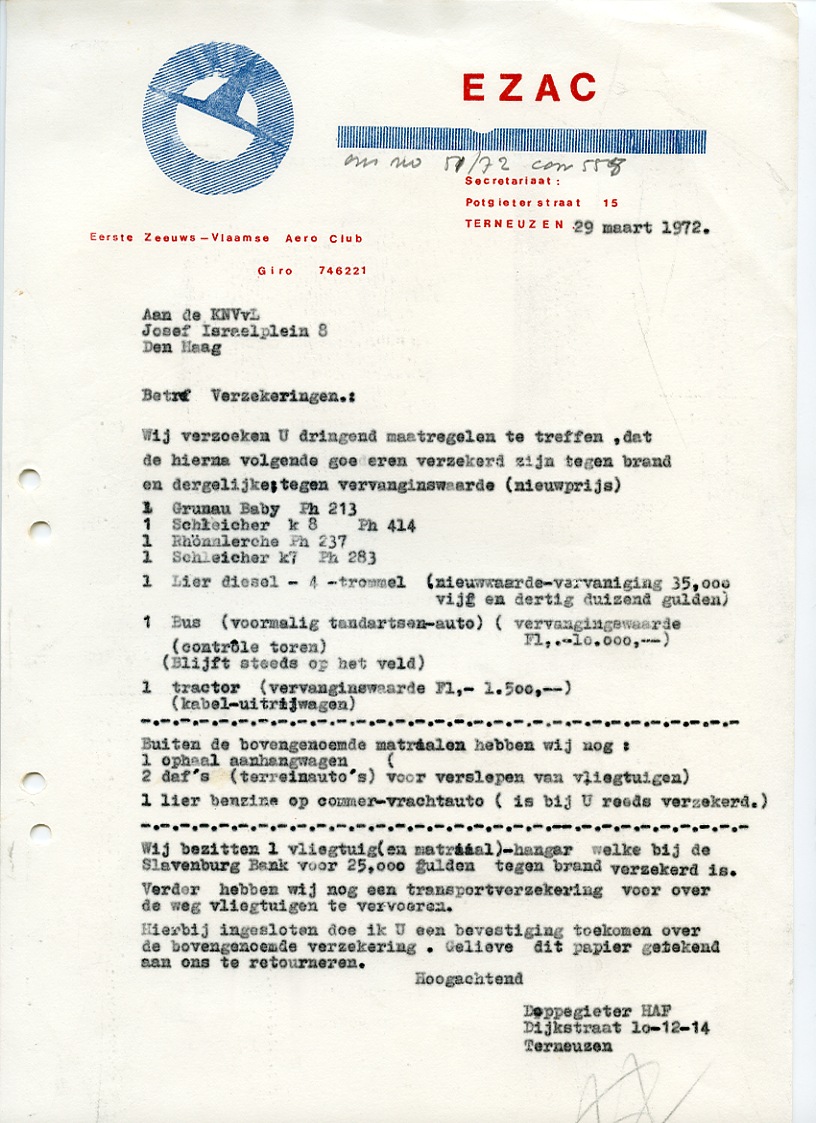 EZAC
Secretariaat:
Potgieterstraat 15
TERNEUZEN 29 maart 1972.
Eerste Zeeuws-Vlaamse Aero Club
Giro 746221
Aan de KNVvL
Josef Israelplein 8
Den Haag
Betrf Verzekeringen.:
Wij verzoeken U dringend maatregelen te treffen ,dat
de hierna volgende goederen verzekerd zijn tegen brand
en dergelijke;tegen vervanginswaarde (nieuwprijs)
1 Grunau Baby Ph 213
1 Schleicher k 8 Ph 414
1 Rhönnlerche Ph 237
1 Schleicher k7 Ph 283
1 Lier diesel - 4 -trommel (nieuwwaarde-vervaniging 35,000
vijf en dertig duizend gulden)
1 Bus (voormalig tandartsen-auto) ( vervangingswaarde
Fl,.-10.000,--)
(contrôle toren)
(Blijft steeds op het veld)
1 tractor (vervanginswaarde Fl,- 1.500,--)
(kabel-uitrijwagen)
-.-.-.-.-.-.-.-.-.-.-.-.-.-.-.-.-.-.-.-.-.-.-.-
Buiten de bovengenoemde matráalen hebben wij nog :
1 ophaal aanhangwagen (
2 daf's (terreinauto's) voor verslepen van vliegtuigen)
1 lier benzine op commer-vrachtauto ( is bij U reeds verzekerd.)
-.-.-.-.-.-.-.-.-.-.-.-.-.-.-.-.-.-.-.-.-.-.-.-
Wij bezitten 1 vliegtuig(en matrááal)-hangar welke bij de
Slavenburg Bank voor 25,000 gulden tegen brand verzekerd is.
Verder hebben wij nog een transportverzekering voor over
de weg vliegtuigen te vervoeren.
Hierbij ingesloten doe ik U een bevestiging toekomen over
de bovengenoemde verzekering . Gelieve dit papier getekend
aan ons te retourneren.
Hoogachtend
Doppegieter HAF
Dijkstraat 10-12-14
Terneuzen